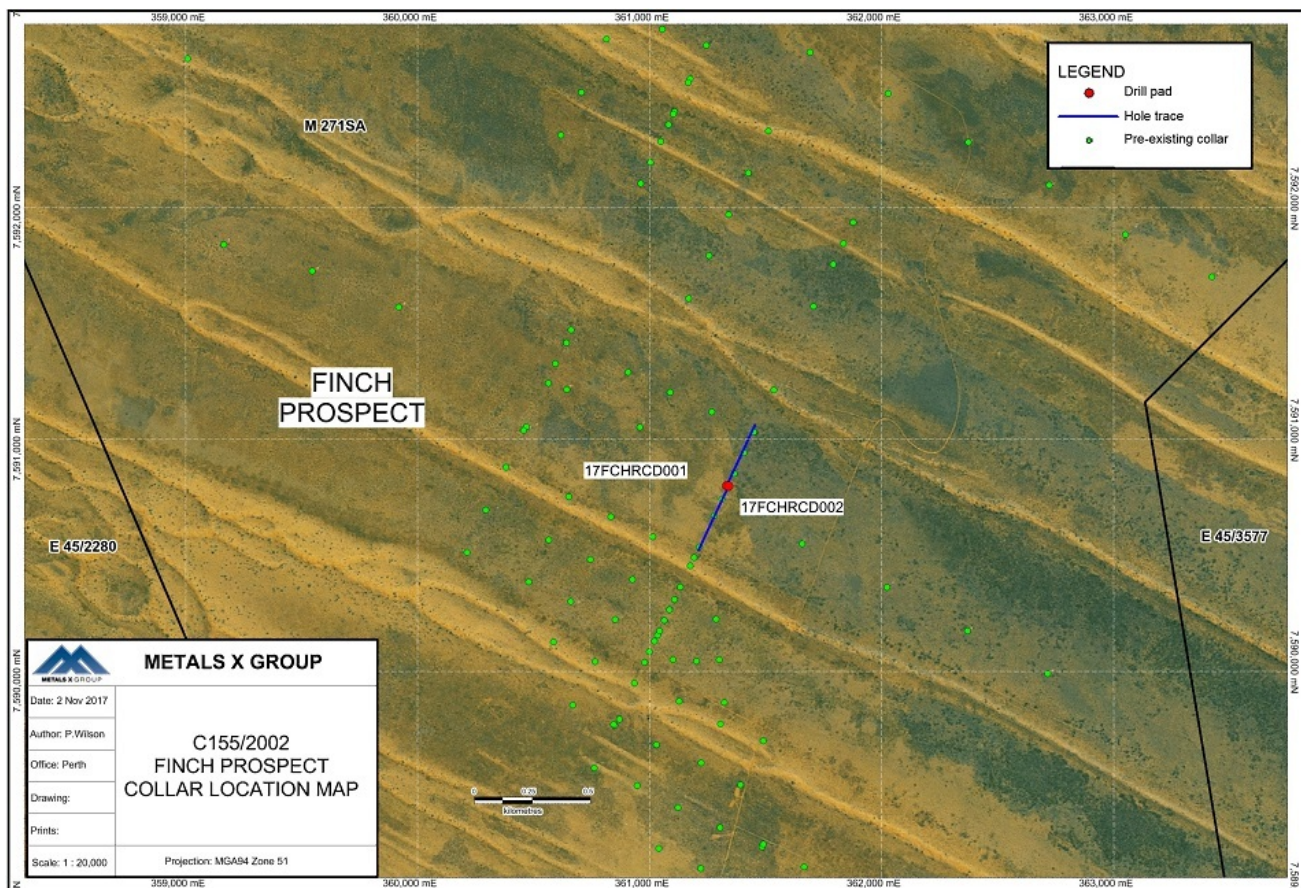 359,000 mE
360,000 mE
361,000 mE
362,000 mE
363,000 mE
LEGEND
Drill pad
Hole trace
Pre-existing collar
M 271SA
7,592,000 mN
7,592,000 mN
FINCH
PROSPECT
7,591,000 mN
7,591,000 mN
17FCHRCD001
17FCHRCD002
E 45/2280
E 45/3577
7,590,000 mN
METALS X GROUP
METALS X GROUP
Date: 2 Nov 2017
Author: P.Wilson
Office: Perth
Drawing:
Prints:
Scale: 1 : 20,000
C155/2002
FINCH PROSPECT
COLLAR LOCATION MAP
Projection: MGA94 Zone 51
0 0.25 0.5
kilometres
359,000 mE
360,000 mE
361,000 mE
362,000 mE
363,000 mE